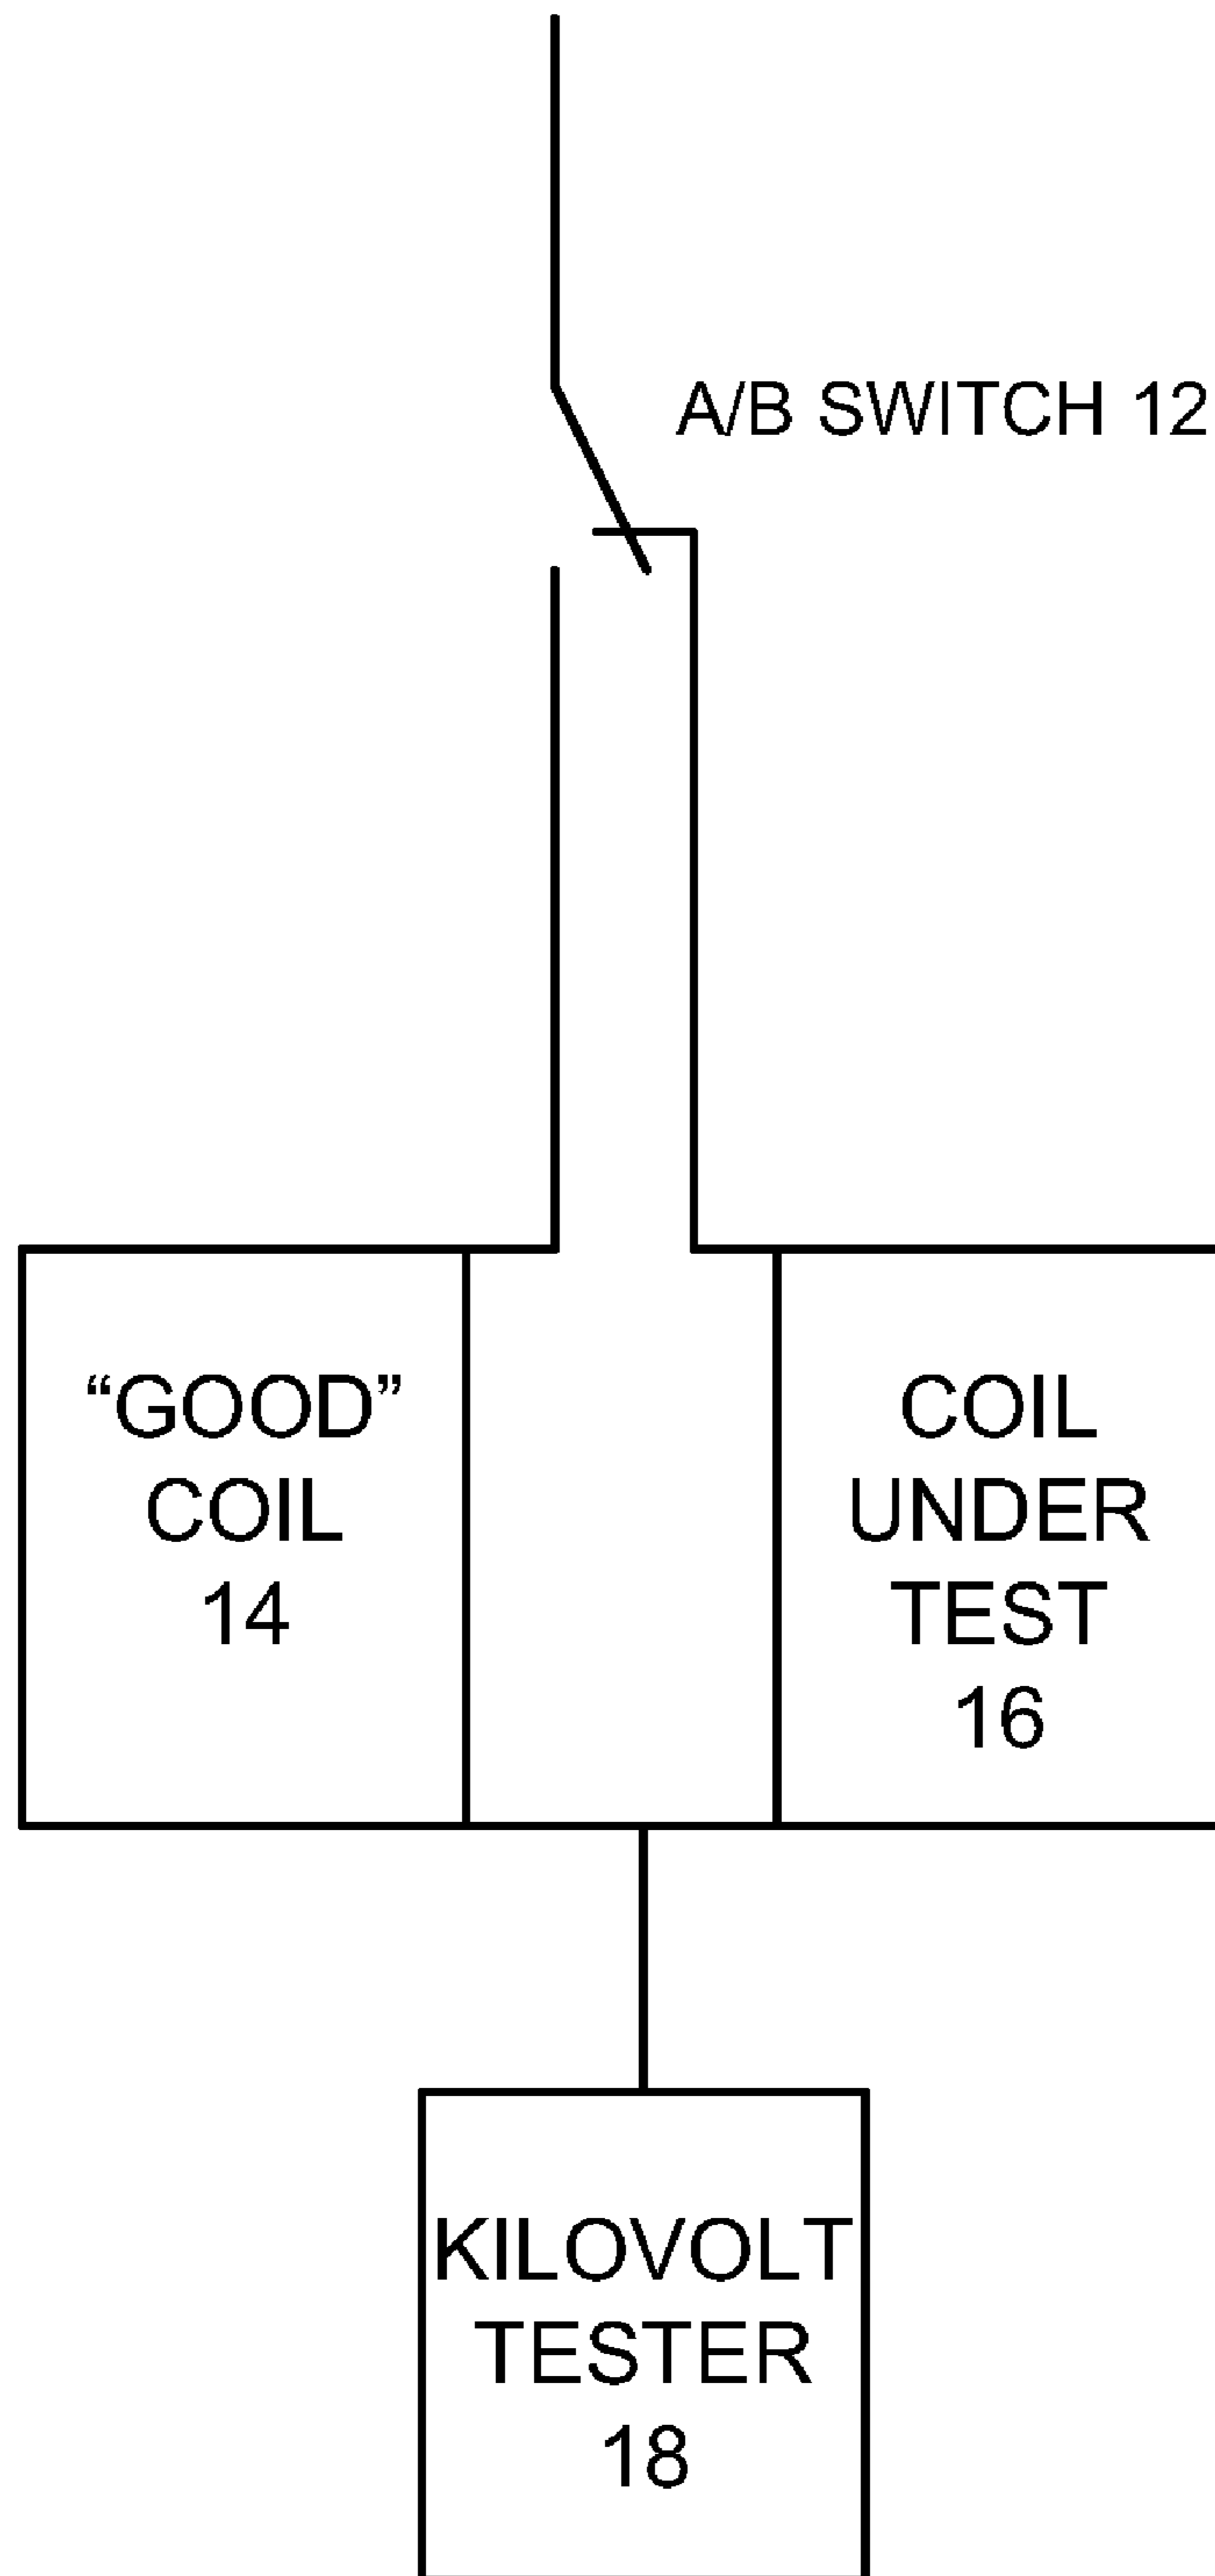 A/B SWITCH 12
“GOOD”
COIL
14
COIL
UNDER
TEST
16
KILOVOLT
TESTER
18